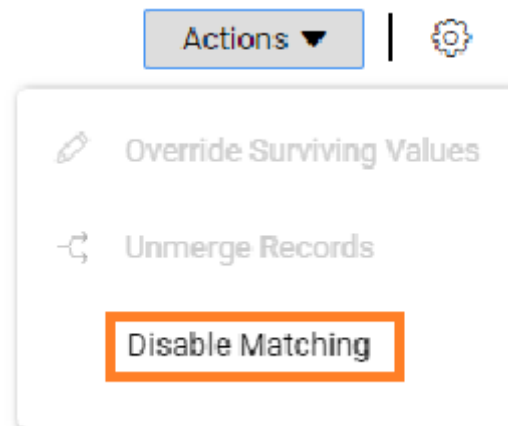 Actions
Override Surviving Values
Unmerge Records
Disable Matching